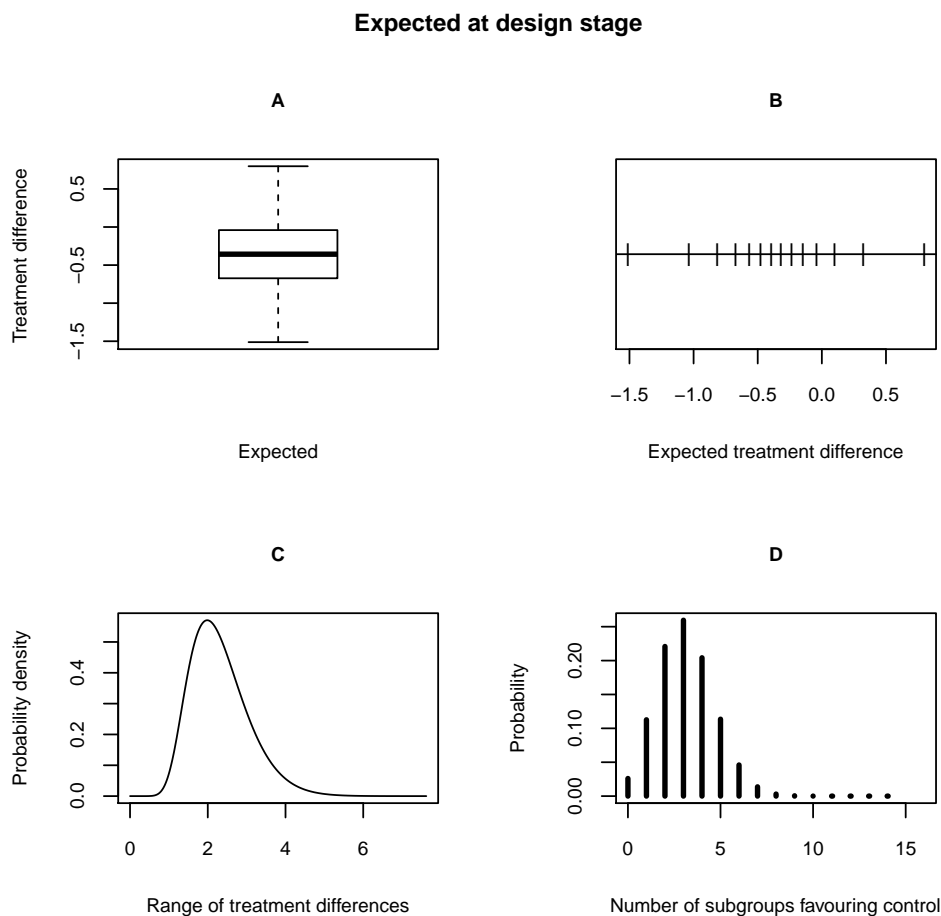 Expected at design stage
A
Treatment difference
0.5
−0.5
−1.5
Expected
B
−1.5 −1.0 −0.5 0.0 0.5
Expected treatment difference
C
Probability density
0.4
0.2
0.0
0 2 4 6
Range of treatment differences
D
Probability
0.20
0.10
0.00
0 5 10 15
Number of subgroups favouring control